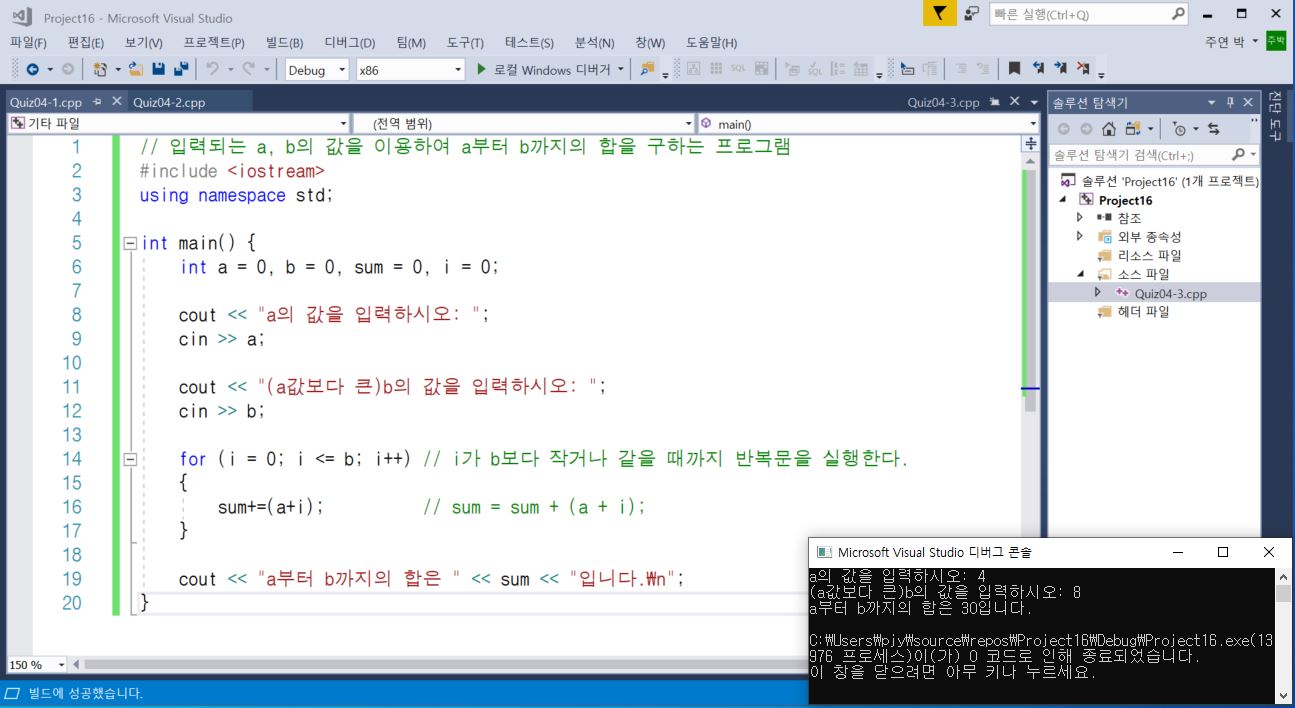 Project16 - Microsoft Visual Studio
빠른 실행(Ctrl+Q)
파일(F) 편집(E) 보기(V) 프로젝트(P) 빌드(B) 디버그(D) 팀(M) 도구(T) 테스트(S) 분석(N) 창(W) 도움말(H)
주연 박 주박
Debug x86 로컬 Windows 디버거
Quiz04-1.cpp Quiz04-2.cpp Quiz04-3.cpp
기타 파일 (전역 범위) main()
1 // 입력되는 a, b의 값을 이용하여 a부터 b까지의 합을 구하는 프로그램
2 #include <iostream>
3 using namespace std;
4
5 int main() {
6 int a = 0, b = 0, sum = 0, i = 0;
7
8 cout << "a의 값을 입력하시오: ";
9 cin >> a;
10
11 cout << "(a값보다 큰)b의 값을 입력하시오: ";
12 cin >> b;
13
14 for (i = 0; i <= b; i++) // i가 b보다 작거나 같을 때까지 반복문을 실행한다.
15 {
16 sum+=(a+i); // sum = sum + (a + i);
17 }
18
19 cout << "a부터 b까지의 합은 " << sum << "입니다.₩n";
20 }
150 %
빌드에 성공했습니다.
솔루션 탐색기
솔루션 탐색기 검색(Ctrl+;)
솔루션 'Project16' (1개 프로젝트)
Project16
참조
외부 종속성
리소스 파일
소스 파일
Quiz04-3.cpp
헤더 파일
진단 도구
Microsoft Visual Studio 디버그 콘솔
a의 값을 입력하시오: 4
(a값보다 큰)b의 값을 입력하시오: 8
a부터 b까지의 합은 30입니다.
C:₩Users₩pjy₩source₩repos₩Project16₩Debug₩Project16.exe(13
976 프로세스)이(가) 0 코드로 인해 종료되었습니다.
이 창을 닫으려면 아무 키나 누르세요.